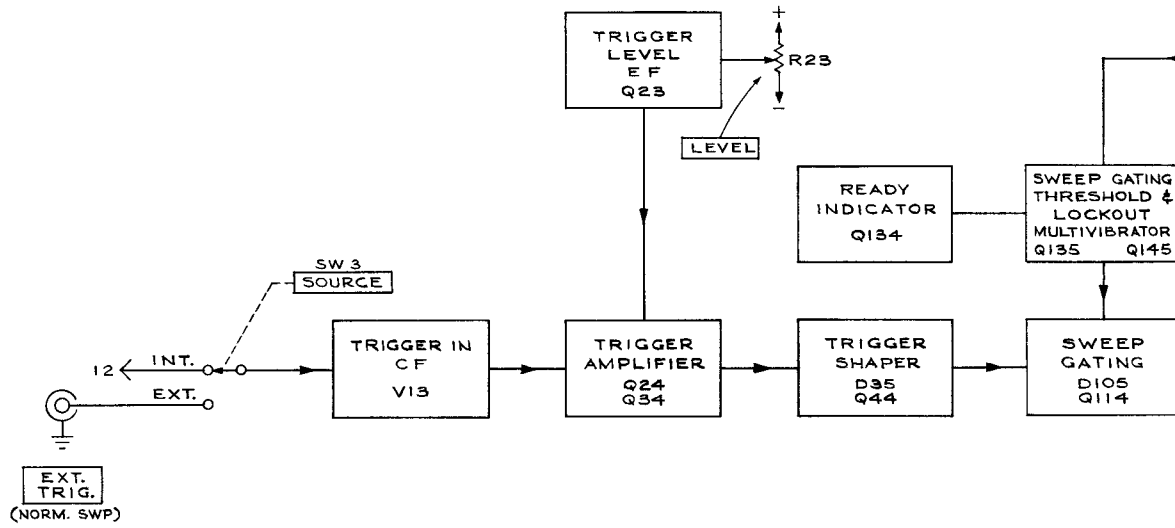 TRIGGER
LEVEL
EF
Q23
+
R23
−
LEVEL
READY
INDICATOR
Q134
SWEEP GATING
THRESHOLD &
LOCKOUT
MULTIVIBRATOR
Q135 Q145
SW3
SOURCE
12
INT.
EXT.
TRIGGER IN
CF
V13
TRIGGER
AMPLIFIER
Q24
Q34
TRIGGER
SHAPER
D35
Q44
SWEEP
GATING
D105
Q114
EXT.
TRIG.
(NORM. SWP)